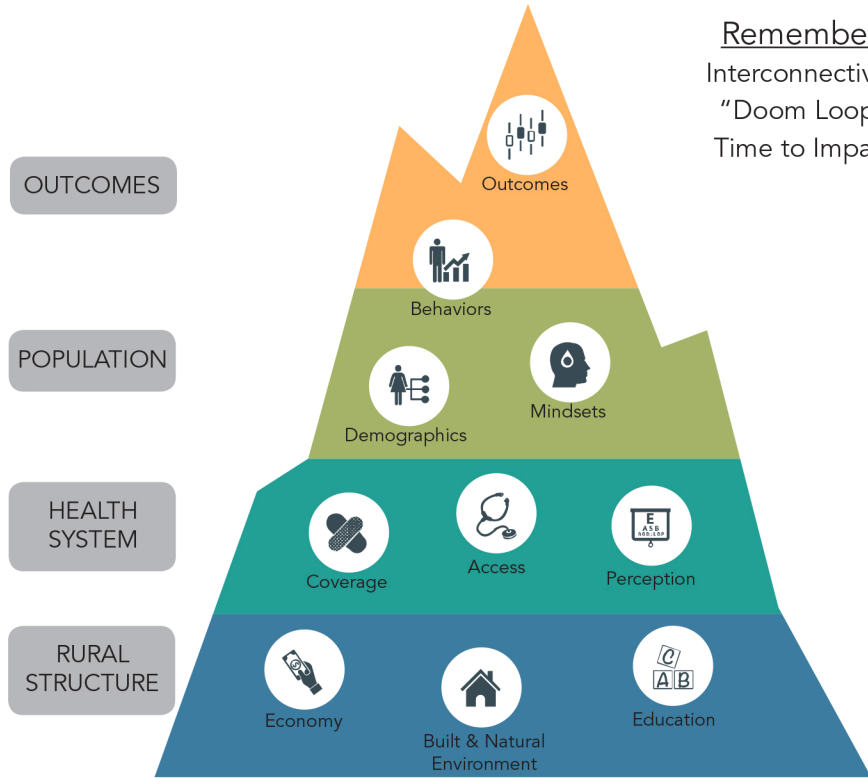 Remembe
Interconnectiv
“Doom Loop
Time to Impa
OUTCOMES
Outcomes
Behaviors
POPULATION
Mindsets
Demographics
HEALTH
SYSTEM
E
ASB
Coverage
Access
Perception
RURAL
STRUCTURE
C
A B
Economy
Built & Natural
Environment
Education